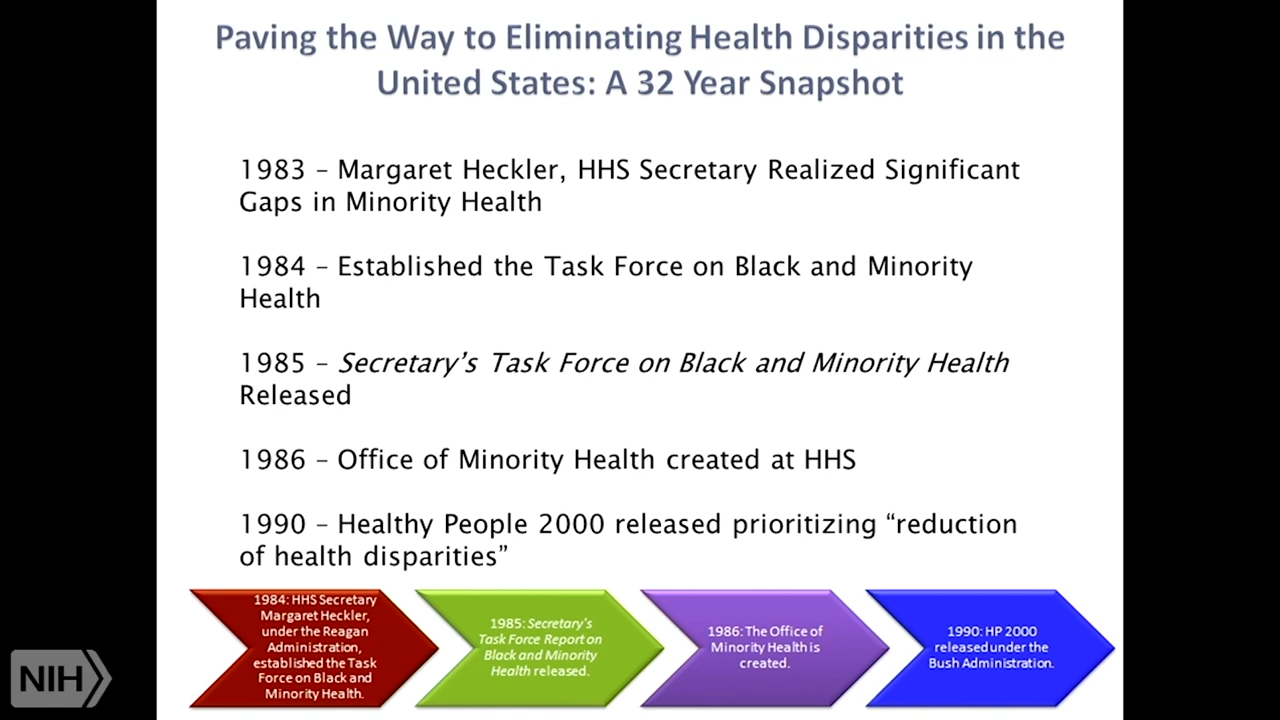 Paving the Way to Eliminating Health Disparities in the
United States: A 32 Year Snapshot
1983 – Margaret Heckler, HHS Secretary Realized Significant
Gaps in Minority Health
1984 – Established the Task Force on Black and Minority
Health
1985 – Secretary’s Task Force on Black and Minority Health
Released
1986 – Office of Minority Health created at HHS
1990 – Healthy People 2000 released prioritizing “reduction
of health disparities”
1984: HHS Secretary
Margaret Heckler,
under the Reagan
Administration,
established the Task
Force on Black and
Minority Health.
1985: Secretary’s
Task Force Report on
Black and Minority
Health released.
1986: The Office of
Minority Health is
created.
1990: HP 2000
released under the
Bush Administration.
NIH